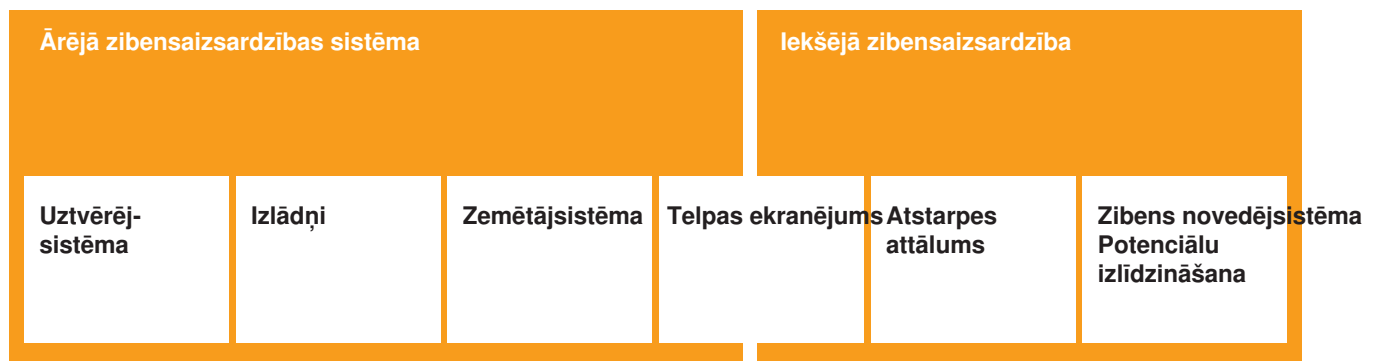 Ārējā zibensaizsardzības sistēma
Iekšējā zibensaizsardzība
Uztvērēj-
sistēma
Izlādņi
Zemētājsistēma
Telpas ekranējums
Atstarpes
attālums
Zibens novedējsistēma
Potenciālu
izlīdzināšana